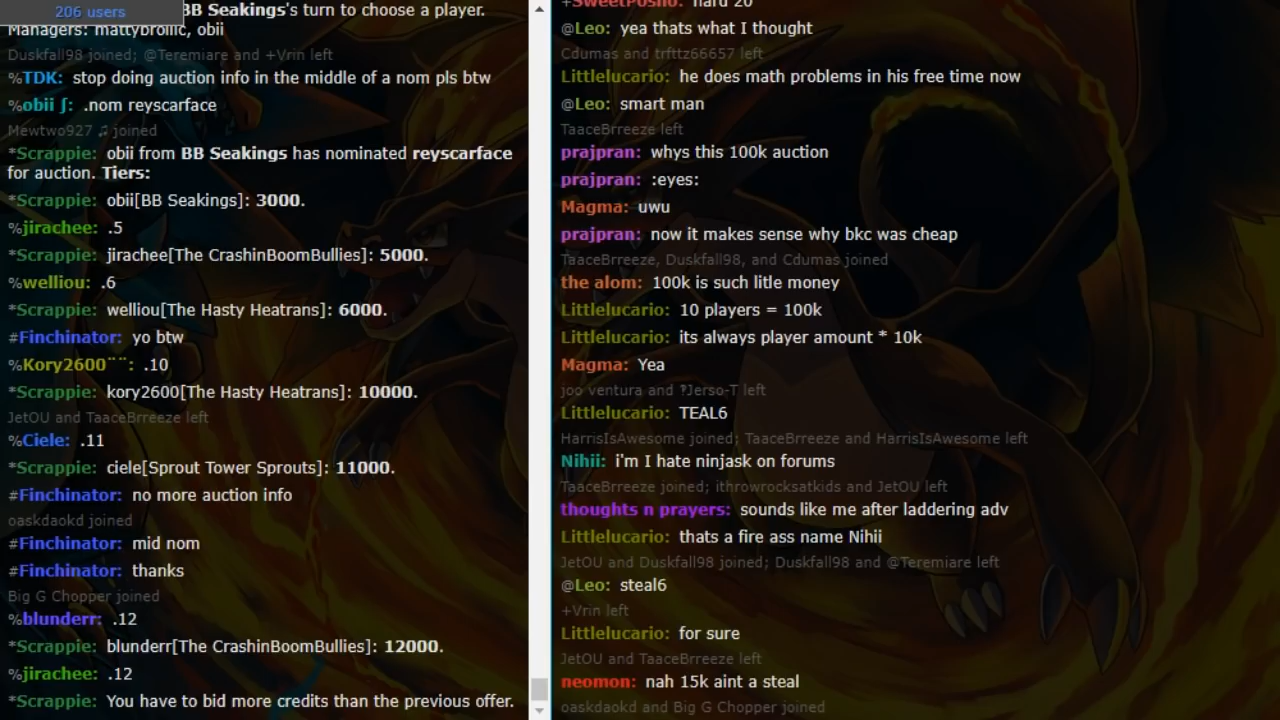 206 users
BB Seakings's turn to choose a player.
Managers: mattybrollic, obii
Duskfall98 joined; @Teremiare and +Vrin left
%TDK: stop doing auction info in the middle of a nom pls btw
%obii ʃ: .nom reyscarface
Mewtwo927 ♫ joined
*Scrappie: obii from BB Seakings has nominated reyscarface
for auction. Tiers:
*Scrappie: obii[BB Seakings]: 3000.
%jirachee: .5
*Scrappie: jirachee[The CrashinBoomBullies]: 5000.
%welliou: .6
*Scrappie: welliou[The Hasty Heatrans]: 6000.
#Finchinator: yo btw
%Kory2600¨¨: .10
*Scrappie: kory2600[The Hasty Heatrans]: 10000.
JetOU and TaaceBrreeze left
%Ciele: .11
*Scrappie: ciele[Sprout Tower Sprouts]: 11000.
#Finchinator: no more auction info
oaskdaokd joined
#Finchinator: mid nom
#Finchinator: thanks
Big G Chopper joined
%blunderr: .12
*Scrappie: blunderr[The CrashinBoomBullies]: 12000.
%jirachee: .12
*Scrappie: You have to bid more credits than the previous offer.
+SweetPosho: hard 20
@Leo: yea thats what I thought
Cdumas and trfttz66657 left
Littlelucario: he does math problems in his free time now
@Leo: smart man
TaaceBrreeze left
prajpran: whys this 100k auction
prajpran: :eyes:
Magma: uwu
prajpran: now it makes sense why bkc was cheap
TaaceBrreeze, Duskfall98, and Cdumas joined
the alom: 100k is such litle money
Littlelucario: 10 players = 100k
Littlelucario: its always player amount * 10k
Magma: Yea
joo ventura and ‽Jerso-T left
Littlelucario: TEAL6
HarrisIsAwesome joined; TaaceBrreeze and HarrisIsAwesome left
Nihii: i'm I hate ninjask on forums
TaaceBrreeze joined; ithrowrocksatkids and JetOU left
thoughts n prayers: sounds like me after laddering adv
Littlelucario: thats a fire ass name Nihii
JetOU and Duskfall98 joined; Duskfall98 and @Teremiare left
@Leo: steal6
+Vrin left
Littlelucario: for sure
JetOU and TaaceBrreeze left
neomon: nah 15k aint a steal
oaskdaokd and Big G Chopper joined